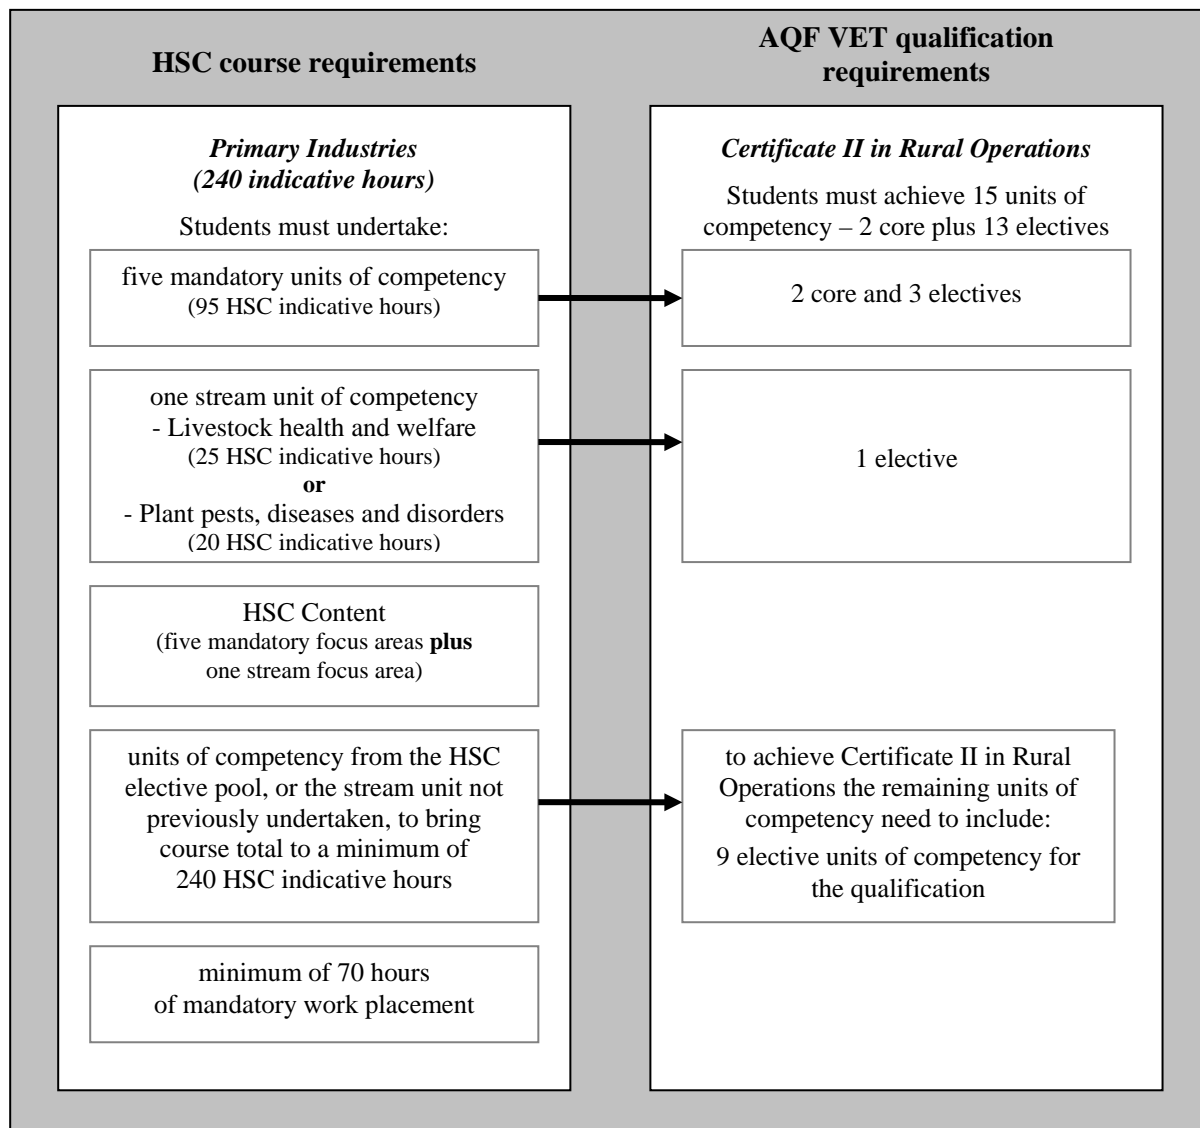 HSC course requirements
AQF VET qualification
requirements
Primary Industries
(240 indicative hours)
Students must undertake:
five mandatory units of competency
(95 HSC indicative hours)
one stream unit of competency
- Livestock health and welfare
(25 HSC indicative hours)
or
- Plant pests, diseases and disorders
(20 HSC indicative hours)
HSC Content
(five mandatory focus areas plus
one stream focus area)
units of competency from the HSC
elective pool, or the stream unit not
previously undertaken, to bring
course total to a minimum of
240 HSC indicative hours
minimum of 70 hours
of mandatory work placement
Certificate II in Rural Operations
Students must achieve 15 units of
competency – 2 core plus 13 electives
2 core and 3 electives
1 elective
to achieve Certificate II in Rural
Operations the remaining units of
competency need to include:
9 elective units of competency for
the qualification